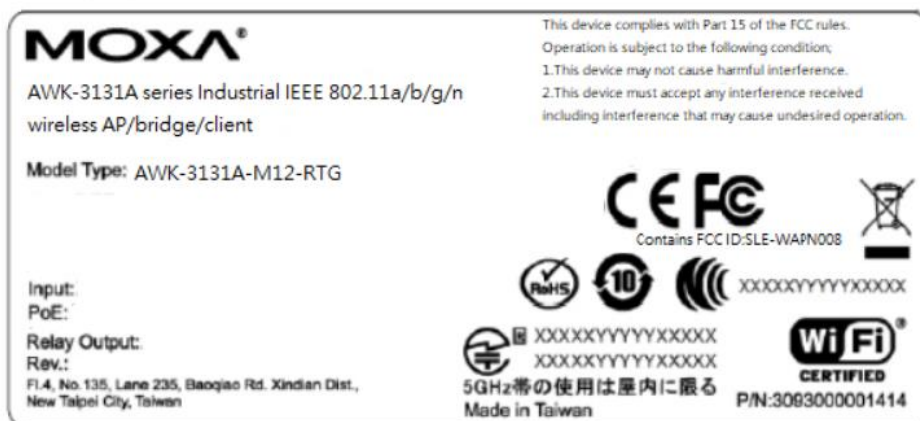 MOXA®
AWK-3131A series Industrial IEEE 802.11a/b/g/n
wireless AP/bridge/client
Model Type: AWK-3131A-M12-RTG
Input:
PoE:
Relay Output:
Rev.:
Fl.4, No.135, Lane 235, Baoqiao Rd. Xindian Dist.,
New Taipei City, Taiwan
This device complies with Part 15 of the FCC rules.
Operation is subject to the following condition;
1.This device may not cause harmful interference.
2.This device must accept any interference received
including interference that may cause undesired operation.
CE FC
Contains FCC ID:SLE-WAPN008
RoHS 10 XXXXXYYYYYXXXXX
R XXXXXYYYYYXXXXX
XXXXXYYYYYXXXXX
5GHz帯の使用は屋内に限る
Made in Taiwan
Wi Fi®
CERTIFIED
P/N:3093000001414